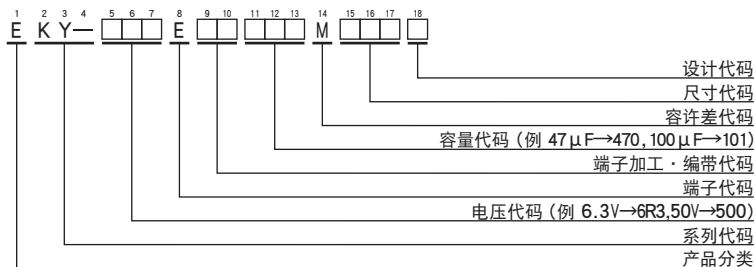 1 2 3 4 5 6 7 8 9 10 11 12 13 14 15 16 17 18
E K Y— □□□ E □□ □□□ M □□□ □
设计代码
尺寸代码
容许差代码
容量代码 (例 47μF→470,100μF→101)
端子加工・编带代码
端子代码
电压代码 (例 6.3V→6R3,50V→500)
系列代码
产品分类